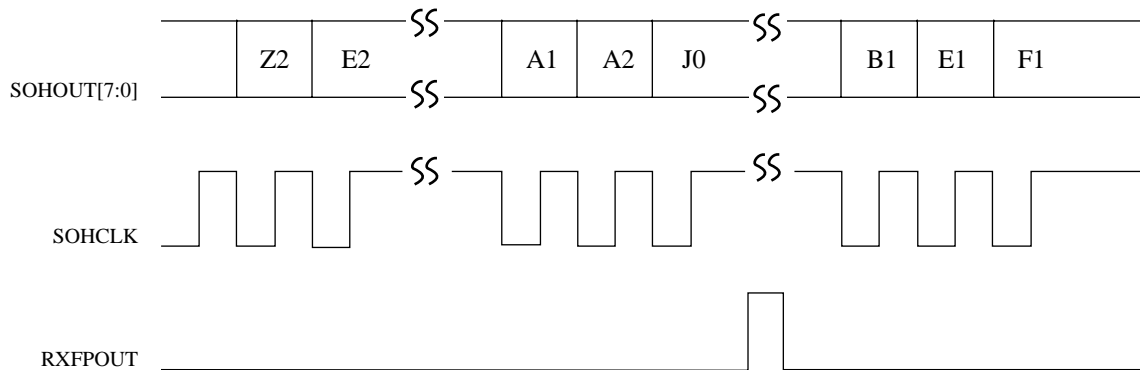 Z2 E2 A1 A2 J0 B1 E1 F1
SOHOUT[7:0]
SOHCLK
RXFPOUT